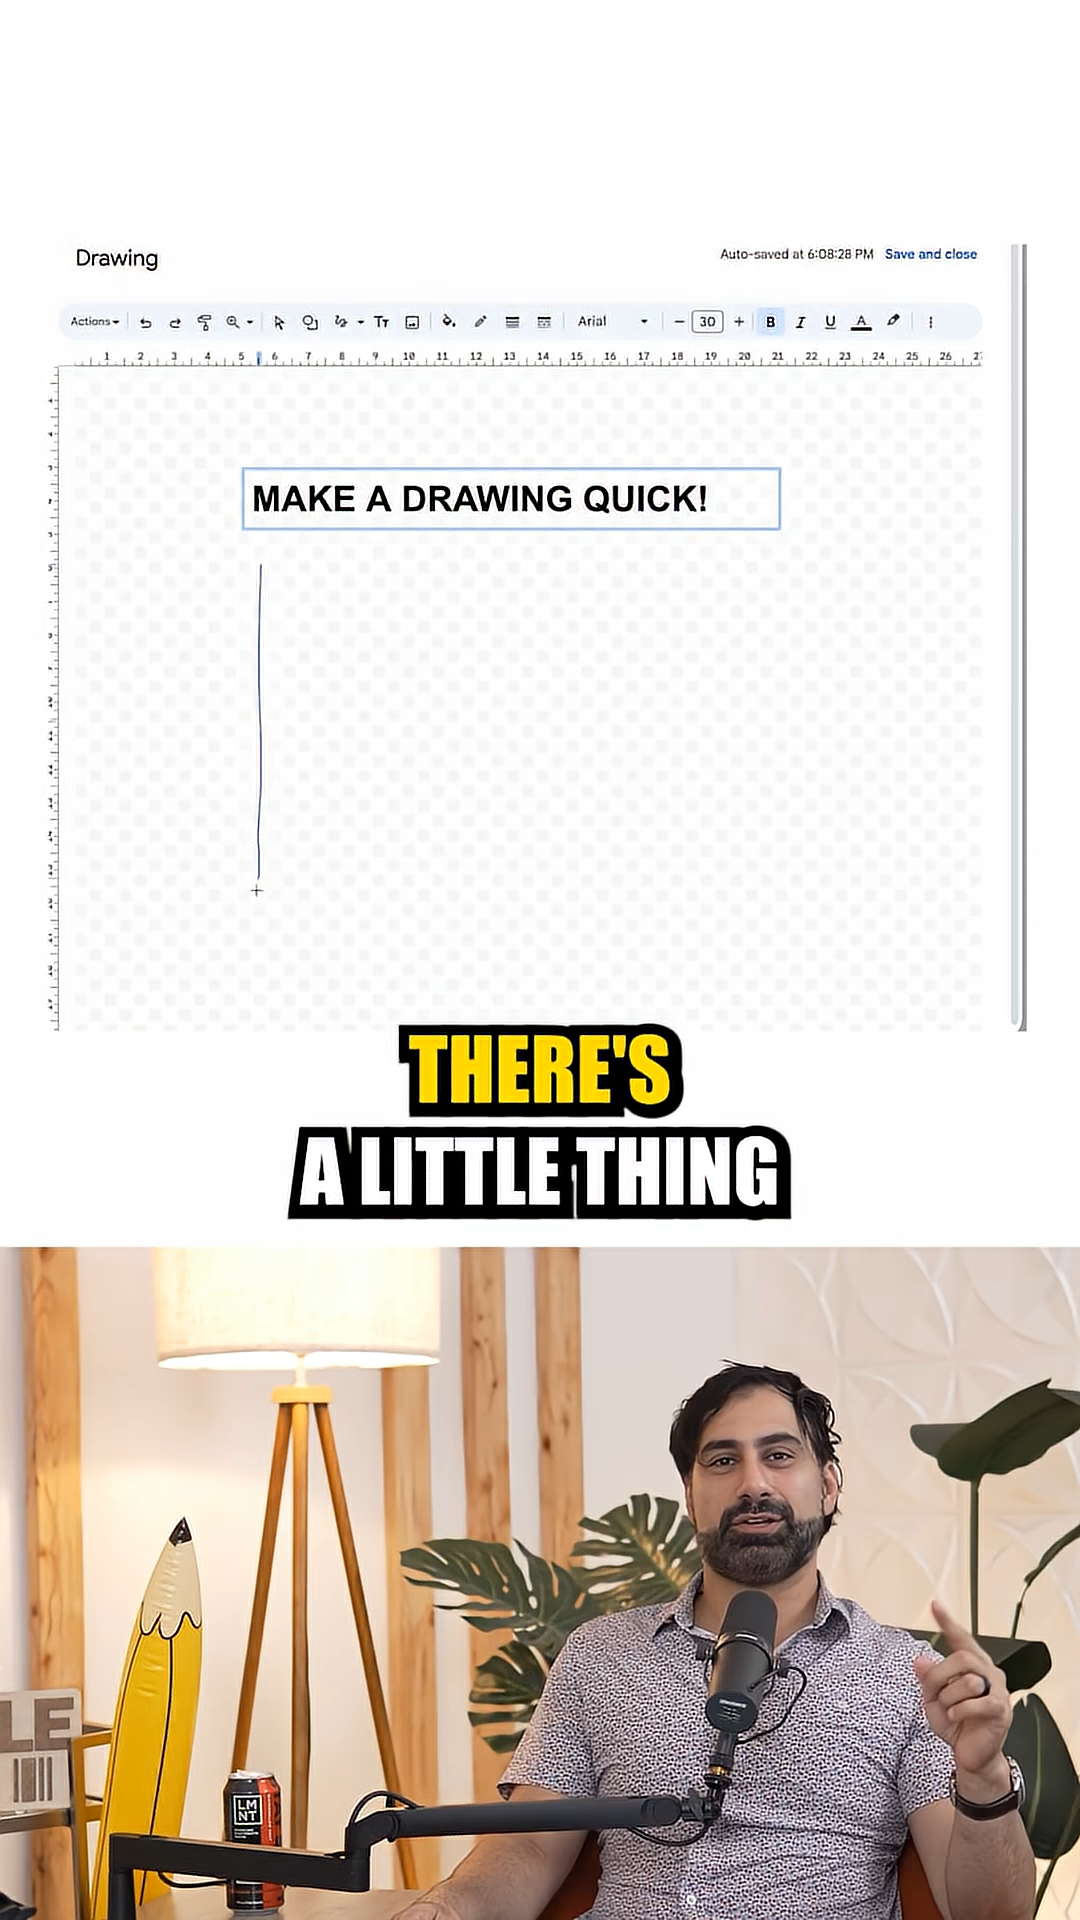 Drawing
Auto-saved at 6:08:28 PM Save and close
Actions Arial − 30 + B I U A
1 2 3 4 5 6 7 8 9 10 11 12 13 14 15 16 17 18 19 20 21 22 23 24 25 26
MAKE A DRAWING QUICK!
THERE'S
A LITTLE THING
LE
LM
NT